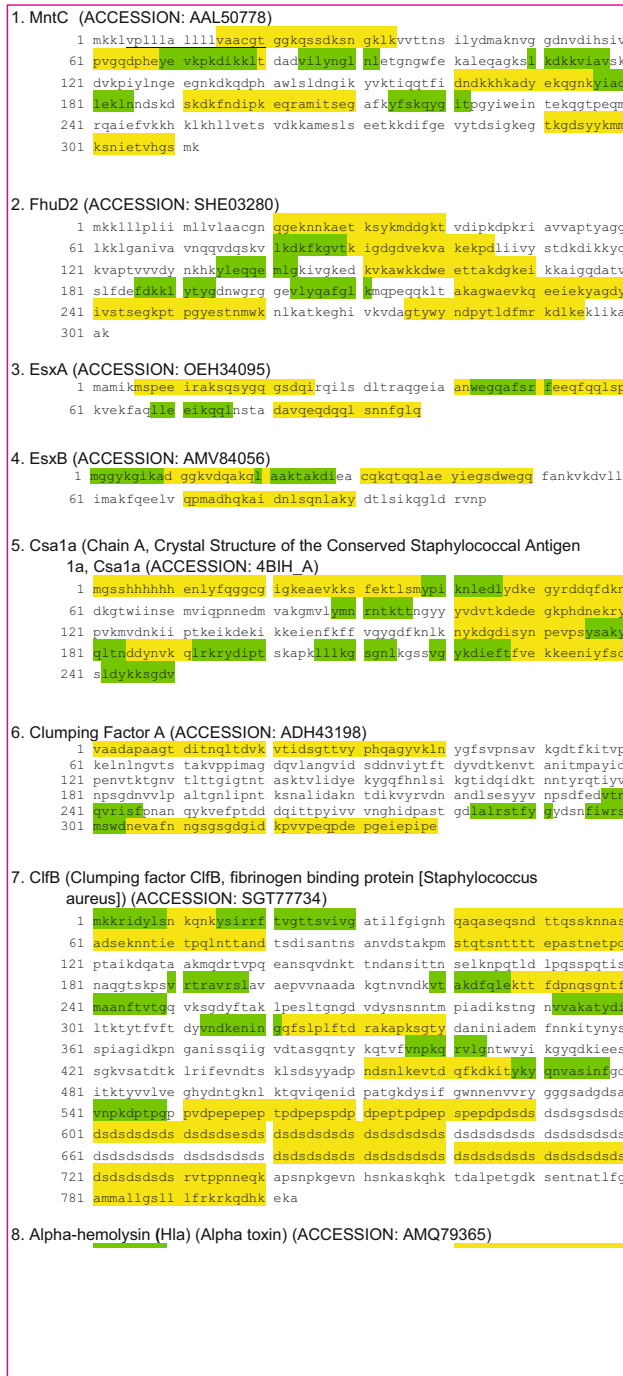 1. MntC (ACCESSION: AAL50778)
1 mkklvpllla llllvaacgt ggkqssdksn gklkvvttns ilydmaknvg gdnvdihsiv
61 pvgqdpheye vkpkdikklt dadvilyngl nletgngwfe kaleqagksl kdkkviavsk
121 dvkpiylnge egnkdkqdph awlsldngik yvktiqqtfi dndkkhkady ekqgnkyiaq
181 leklnndskd skdkfndipk eqramitseg afkyfskqyg itpgyiwein tekqgtpeqm
241 rqaiefvkkh klkhllvets vdkkameslS eetkkdifge vytdsigkeg tkgdsyykmm
301 ksnietvhgs mk
2. FhuD2 (ACCESSION: SHE03280)
1 mkklllplii mllvlaacgn qgeknnkaet ksykmddgkt vdipkdpkri avvaptyagg
61 lkklganiva vnqqvdqskv lkdkfkgvtk igdgdvekva kekpdliivy stdkdikkyq
121 kvaptvvvdy nkhkyleqqe mlgkivgked kvkawkkdwe ettakdgkei kkaigqdatv
181 slfdefdkkl ytygdnwgrg gevlyqafgl kmqpeqqklt akagwaevkq eeiekyagdy
241 ivstsegkpt pgyestnmwk nlkatkeghi vkvdagtywy ndpytldfmr kdlkeklika
301 ak
3. EsxA (ACCESSION: OEH34095)
1 mamikmspee iraksqsygq gsdqirqils dltraqgeia anwegqafsr feeqfqqlsp
61 kvekfaqlle eikqqlnsta davqeqdqql snnfglq
4. EsxB (ACCESSION: AMV84056)
1 mggykgikad ggkvdqakql aaktakdiea cqkqtqqlae yiegsdwegq fankvkdvll
61 imakfqeelv qpmadhqkai dnlsqnlaky dtlsikqgld rvnp
5. Csa1a (Chain A, Crystal Structure of the Conserved Staphylococcal Antigen
1a, Csa1a (ACCESSION: 4BIH_A)
1 mgsshhhhhh enlyfqggcg igkeaevkks fektlsmypi knledlydke gyrddqfdkn
61 dkgtwiinse mviqpnnedm vakgmvlymn rntkttngyy yvdvtkdede gkphdnekry
121 pvkmvdnkii ptkeikdeki kkeienfkff vqygdfknlk nykdgdisyn pevpsysaky
181 qltnddynvk qlrkrydipt skapklllkg sgnlkgssvg ykdieftfve kkeeniyfsd
241 sldykksgdv
6. Clumping Factor A (ACCESSION: ADH43198)
1 vaadapaagt ditnqltdvk vtidsgttvy phqagyvkln ygfsvpnsav kgdtfkitvp
61 kelnlngvts takvppimag dqvlangvid sddnviytft dyvdtkenvt anitmpayid
121 penvtktgnv tlttgigtnt asktvlidye kygqfhnlsi kgtidqidkt nntyrqtiyv
181 npsgdnvvlp altgnlipnt ksnalidakn tdikvyrvdn andlsesyyv npsdfedvtn
241 qvrisfpnan qykvefptdd dqittpyivv vnghidpast gdlalrstfy gydsnfiwrs
301 mswdnevafn ngsgsgdgid kpvvpeqpde pgeiepipe
7. ClfB (Clumping factor ClfB, fibrinogen binding protein [Staphylococcus
aureus]) (ACCESSION: SGT77734)
1 mkkridylsn kqnkysirrf tvgttsvivg atilfgignh qaqaseqsnd ttqssknnas
61 adseknntie tpqlnttand tsdisantns anvdstakpm stqtsntttt epastnetpq
121 ptaikdqata akmqdrtvpq eansqvdnkt tndansittn selknpqtld lpqsspqtis
181 naqgtskpsv rtravrslav aepvvnaada kgtnvndkvt akdfqlektt fdpnqsgntf
241 maanftvtgq vksgdyftak lpesltgngd vdysnsnntm piadikstng nvvakatydi
301 ltktytfvft dyvndkenin gqfslplftd rakapksgty daniniadem fnnkitynys
361 spiagidkpn ganissqiig vdtasgqnty kqtvfvnpkq rvlgntwvyi kgyqdkiees
421 sgkvsatdtk lrifevndts klsdsyyadp ndsnlkevtd qfkdkityky qnvasinfgd
481 itktyvvlve ghydntgknl ktqviqenid patgkdysif gwnnenvvry gggsadgdsa
541 vnpkdptpgp pvdpepepep tpdpepspdp dpeptpdpep spepdpdsds dsdsgsdsds
601 dsdsdsdsds dsdsdsesds dsdsdsdsds dsdsdsdsds dsdsdsdsds dsdsdsdsds
661 dsdsdsdsds dsdsdsdsds dsdsdsdsds dsdsdsdsds dsdsdsdsds dsdsdsdsds
721 dsdsdsdsds rvtppnneqk apsnpkgevn hsnkaskqhk tdalpetgdk sentnatlfg
781 ammallgsll lfrkrkqdhk eka
8. Alpha-hemolysin (Hla) (Alpha toxin) (ACCESSION: AMQ79365)